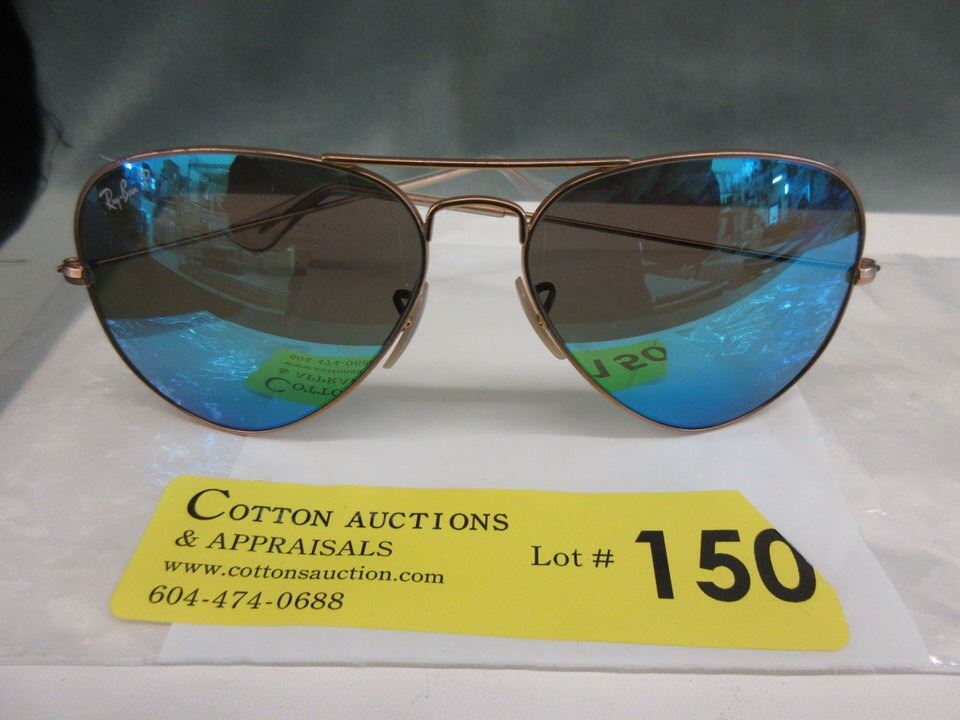 Ray-Ban P
COTTON AUCTIONS
& APPRAISALS
www.cottonsauction.com
604-474-0688
Lot # 150